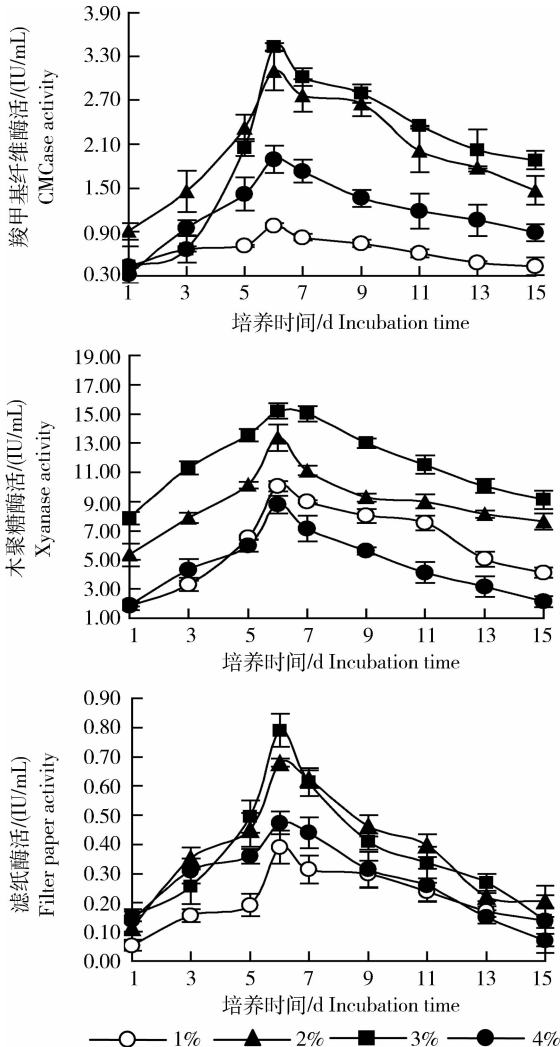 羧甲基纤维酶活/(IU/mL)
CMCase activity
3.90
3.30
2.70
2.10
1.50
0.90
0.30
1 3 5 7 9 11 13 15
培养时间/d Incubation time
木聚糖酶活/(IU/mL)
Xyanase activity
19.00
17.00
15.00
13.00
11.00
9.00
7.00
5.00
3.00
1.00
1 3 5 7 9 11 13 15
培养时间/d Incubation time
滤纸酶活/(IU/mL)
Filter paper activity
0.90
0.80
0.70
0.60
0.50
0.40
0.30
0.20
0.10
0.00
1 3 5 7 9 11 13 15
培养时间/d Incubation time
1% 2% 3% 4%